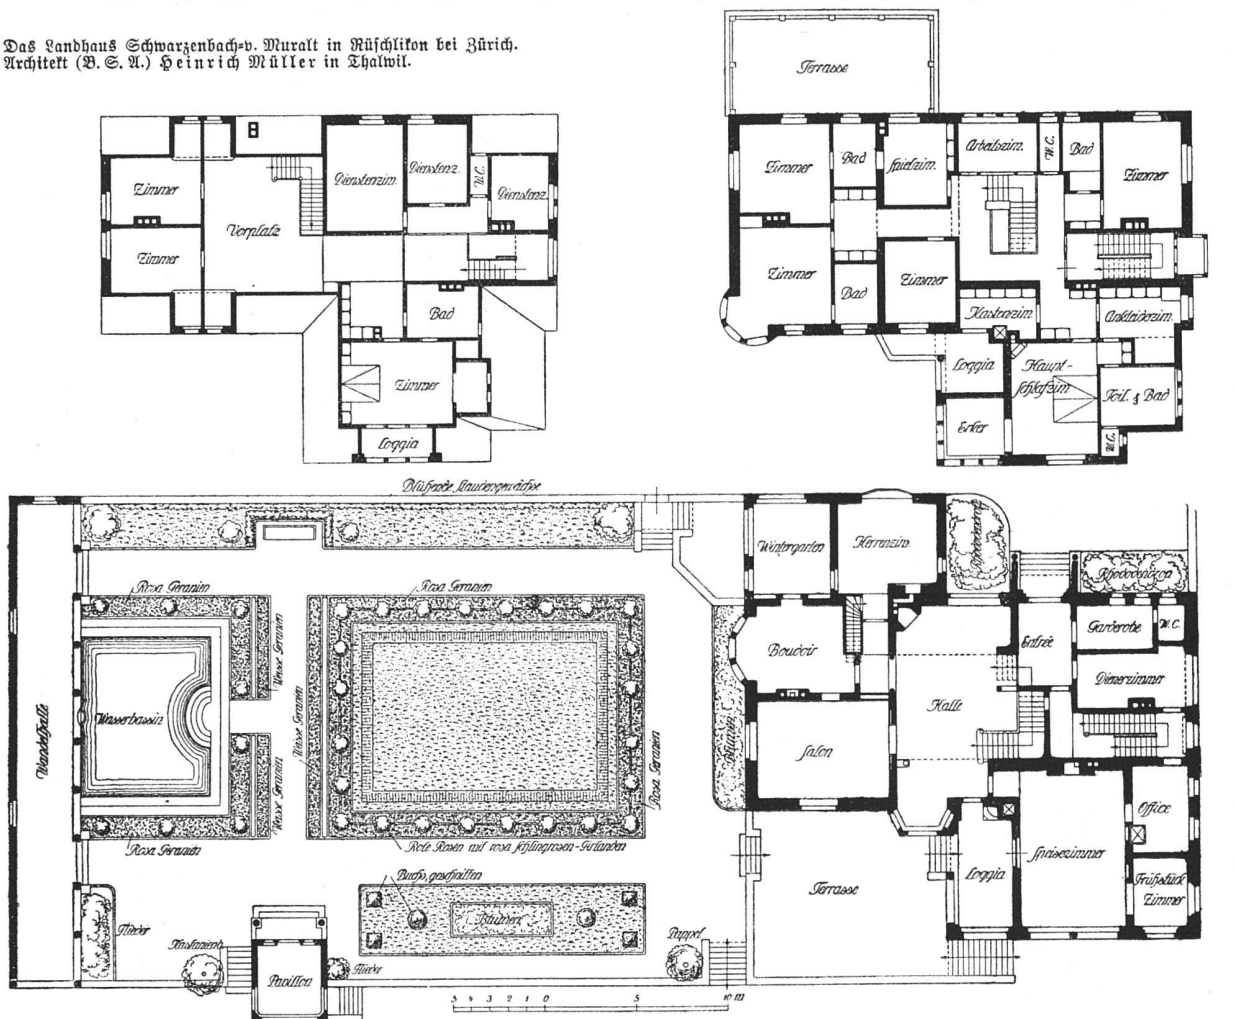 Das Landhaus Schwarzenbach-v. Muralt in Rüschlikon bei Zürich.
Architekt (B. S. A.) Heinrich Müller in Thalwil.
Zimmer
Zimmer
Vorplatz
Dienstenzim.
Dienstenz.
W.C.
Dienstenz.
Bad
Zimmer
Loggia
Terrasse
Zimmer
Bad
Spielzim.
Arbeitszim.
W.C.
Bad
Zimmer
Zimmer
Bad
Zimmer
Kastenzim.
Ankleidezim.
Loggia
Haupt-
schlafzim.
Toil. & Bad
Erker
W.C.
Blühende Staudengewächse
Rosa Geranien
Rosa Geranien
Weisse Geranien
Weisse Geranien
Wandelhalle
Wasserbassin
Weisse Geranien
Rosa Geranien
Rosa Geranien
Rote Rosen mit rosa Schlingrosen-Girlanden
Buchs, geschnitten
Blumen
Flieder
Kastanienb.
Pavillon
Flieder
Pappel
Wintergarten
Herrenzim.
Rhododendron
Rhododendron
Boudoir
Entrée
Garderobe
W.C.
Dienerzimmer
Halle
Salon
Blumen
Terrasse
Loggia
Speisezimmer
Office
Frühstück
Zimmer
5 4 3 2 1 0 5 10 m